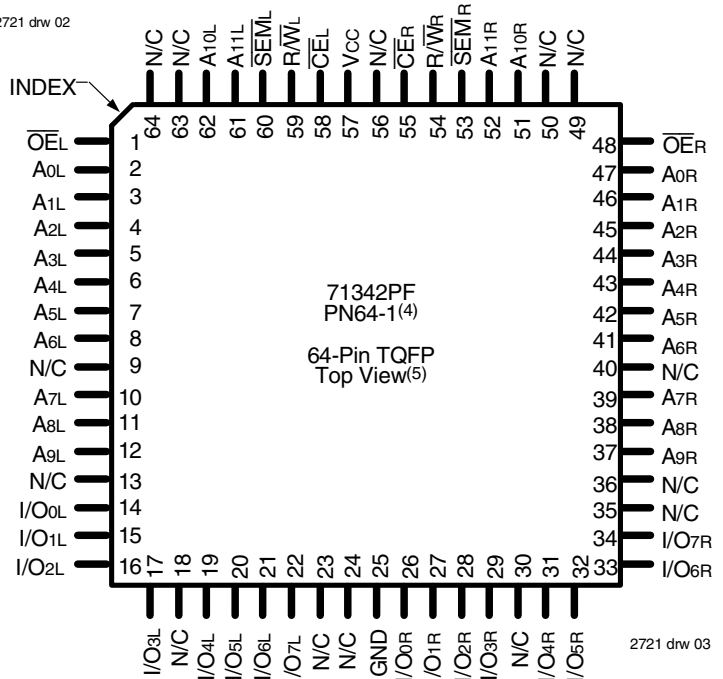 2721 drw 02
INDEX
N/C
N/C
A10L
A11L
SEML
R/WL
CEL
VCC
N/C
CER
R/WR
SEMR
A11R
A10R
N/C
N/C
64
63
62
61
60
59
58
57
56
55
54
53
52
51
50
49
OEL 1
A0L 2
A1L 3
A2L 4
A3L 5
A4L 6
A5L 7
A6L 8
N/C 9
A7L 10
A8L 11
A9L 12
N/C 13
I/O0L 14
I/O1L 15
I/O2L 16
71342PF
PN64-1(4)
64-Pin TQFP
Top View(5)
48 OER
47 A0R
46 A1R
45 A2R
44 A3R
43 A4R
42 A5R
41 A6R
40 N/C
39 A7R
38 A8R
37 A9R
36 N/C
35 N/C
34 I/O7R
33 I/O6R
17
18
19
20
21
22
23
24
25
26
27
28
29
30
31
32
I/O3L
N/C
I/O4L
I/O5L
I/O6L
/O7L
N/C
N/C
GND
I/O0R
/O1R
I/O2R
I/O3R
N/C
I/O4R
I/O5R
2721 drw 03